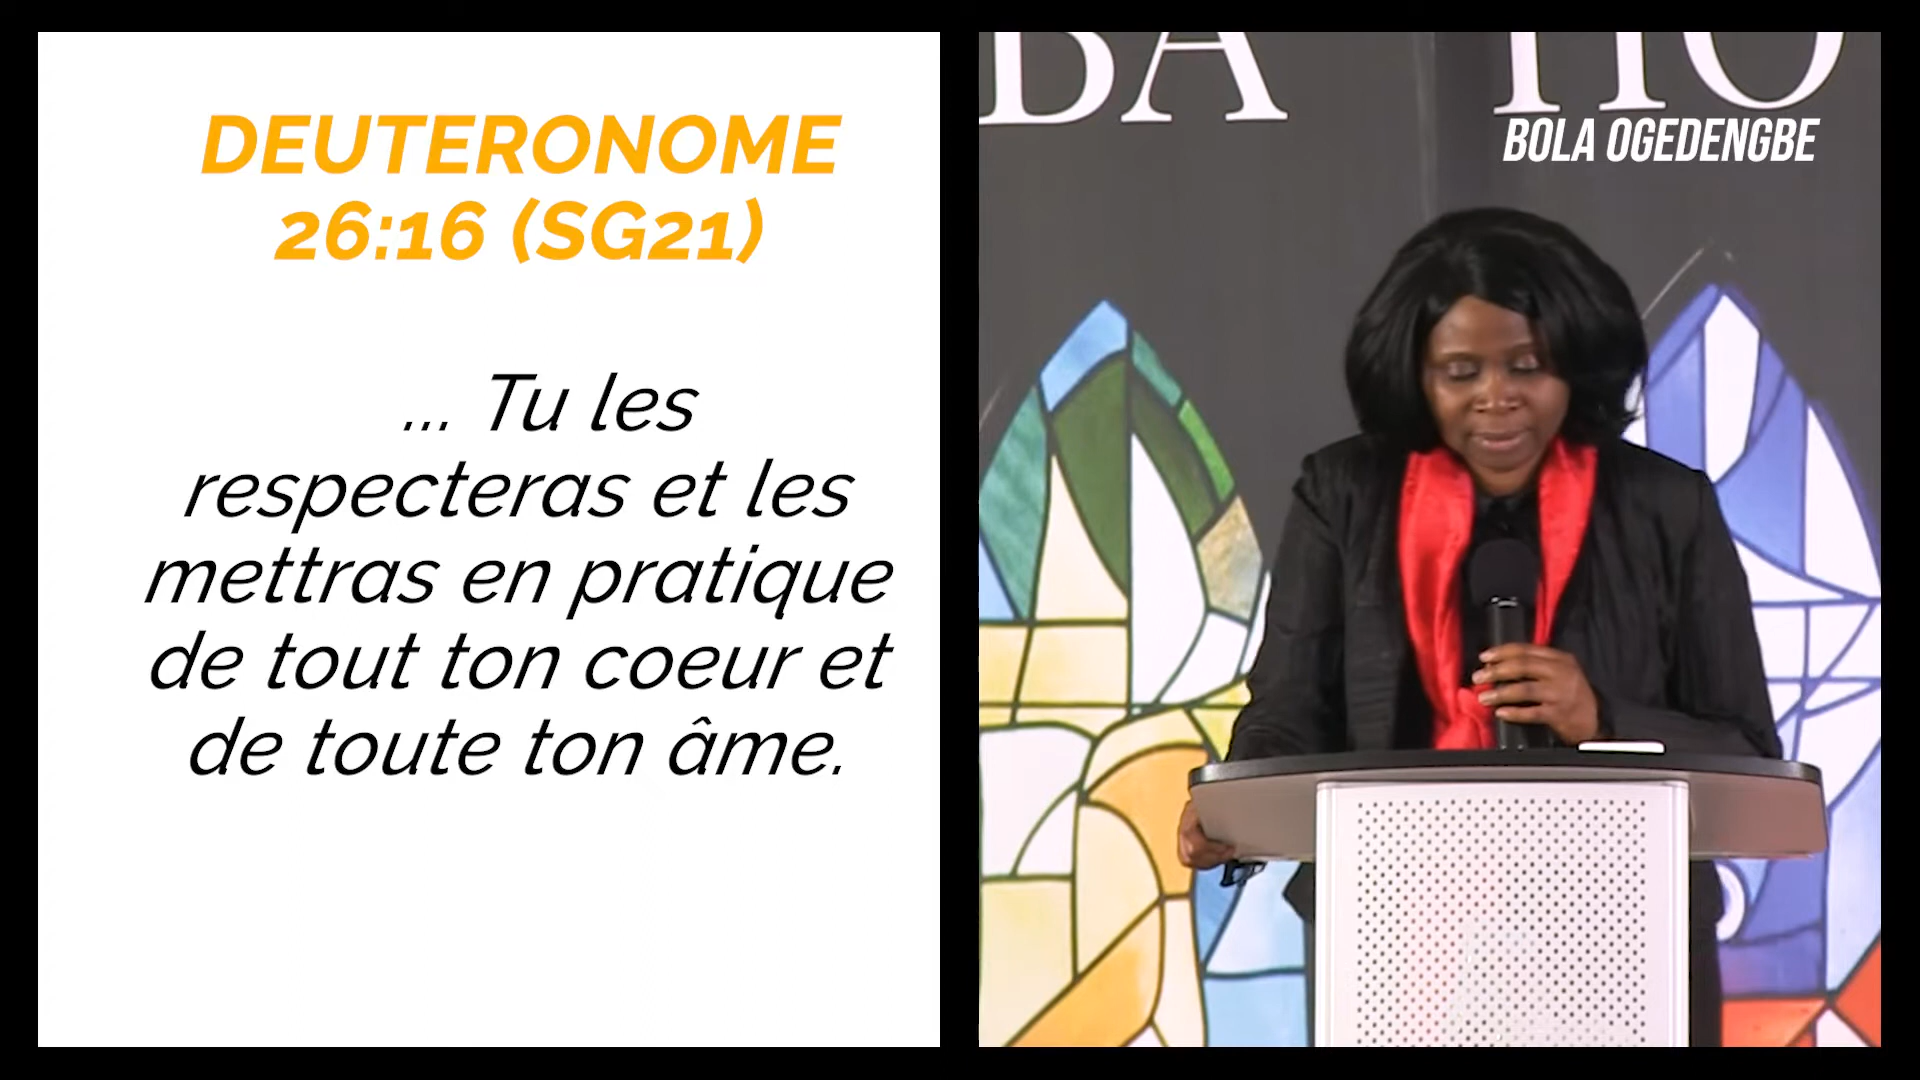 DEUTERONOME
26:16 (SG21)
... Tu les
respecteras et les
mettras en pratique
de tout ton coeur et
de toute ton âme.
BA
BOLA OGEDENGBE